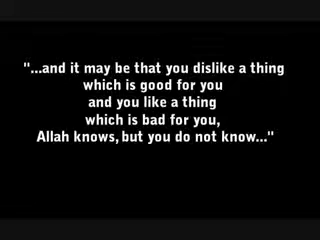 "...and it may be that you dislike a thing
which is good for you
and you like a thing
which is bad for you,
Allah knows, but you do not know..."